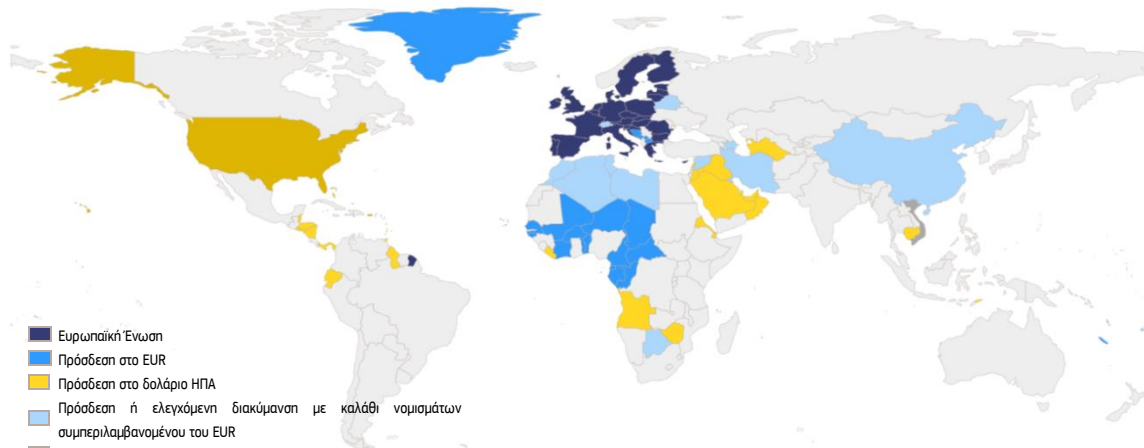 Ευρωπαϊκή Ένωση
Πρόσδεση στο EUR
Πρόσδεση στο δολάριο ΗΠΑ
Πρόσδεση ή ελεγχόμενη διακύμανση με καλάθι νομισμάτων
συμπεριλαμβανομένου του EUR